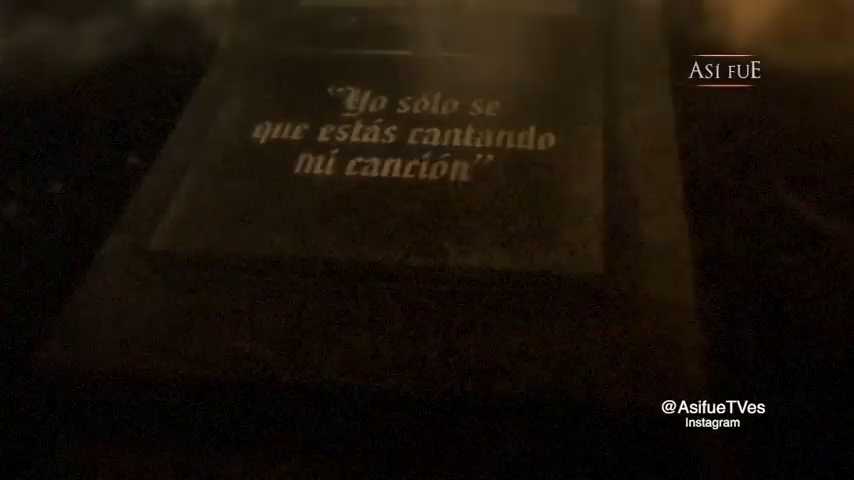 ASÍ FUE
"Yo sólo se
que estás cantando
mi canción"
@AsifueTVes
Instagram